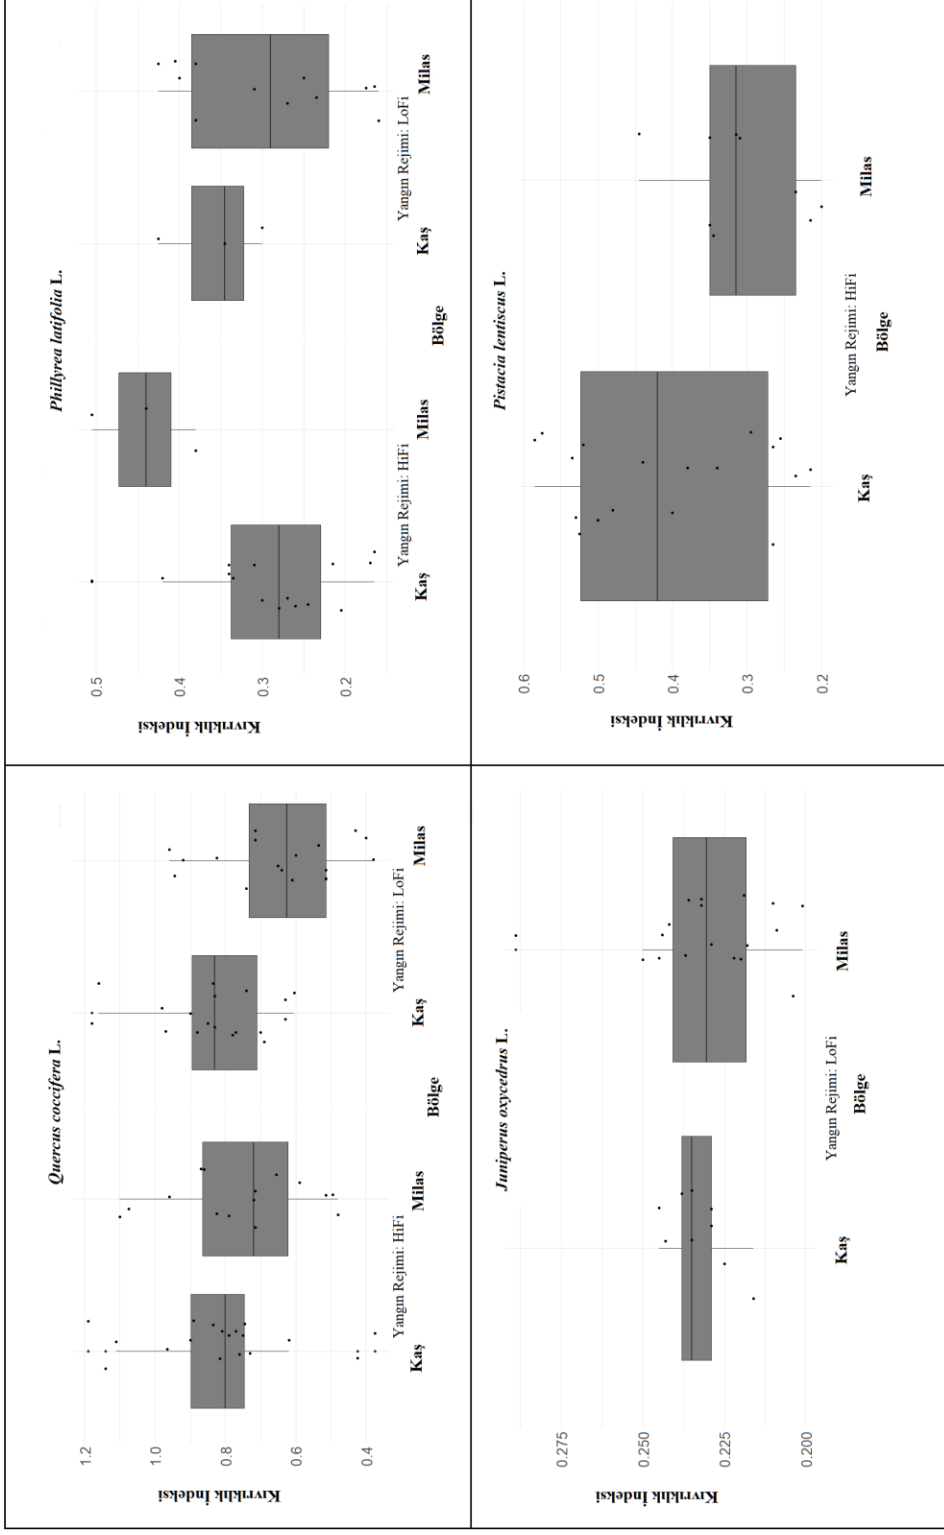 Quercus coccifera L.
Kıvrıklık İndeksi
1.2
1.0
0.8
0.6
0.4
Kaş
Milas
Kaş
Milas
Yangın Rejimi: HiFi
Yangın Rejimi: LoFi
Bölge
Phillyrea latifolia L.
Kıvrıklık İndeksi
0.5
0.4
0.3
0.2
Kaş
Milas
Kaş
Milas
Yangın Rejimi: HiFi
Yangın Rejimi: LoFi
Bölge
Juniperus oxycedrus L.
Kıvrıklık İndeksi
0.275
0.250
0.225
0.200
Kaş
Milas
Yangın Rejimi: LoFi
Bölge
Pistacia lentiscus L.
Kıvrıklık İndeksi
0.6
0.5
0.4
0.3
0.2
Kaş
Milas
Yangın Rejimi: HiFi
Bölge